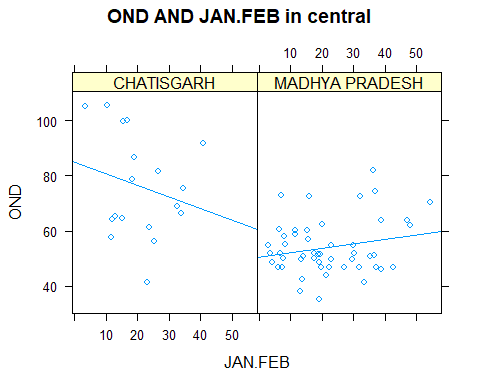 OND AND JAN.FEB in central
10 20 30 40 50
CHATISGARH MADHYA PRADESH
100
80
60
40
OND
10 20 30 40 50
JAN.FEB